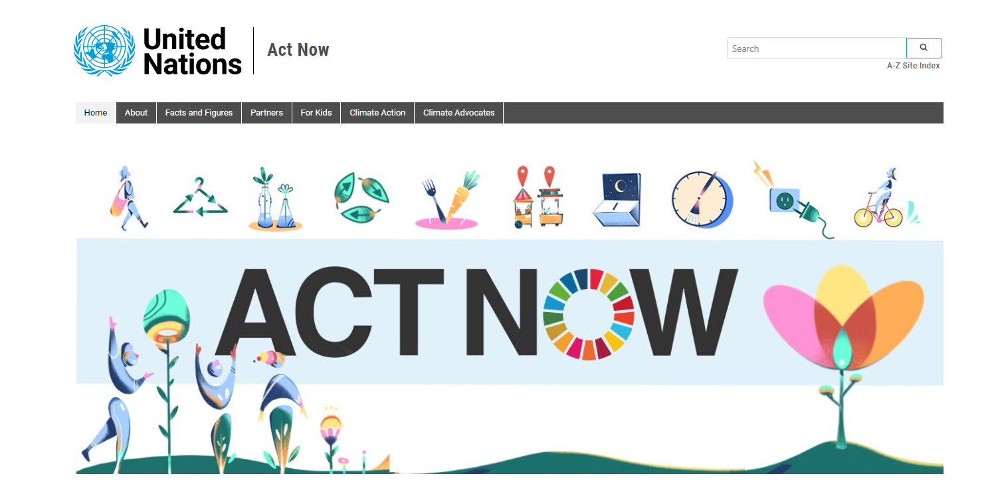 United
Nations
Act Now
Search
A-Z Site Index
Home About Facts and Figures Partners For Kids Climate Action Climate Advocates
ACT NOW